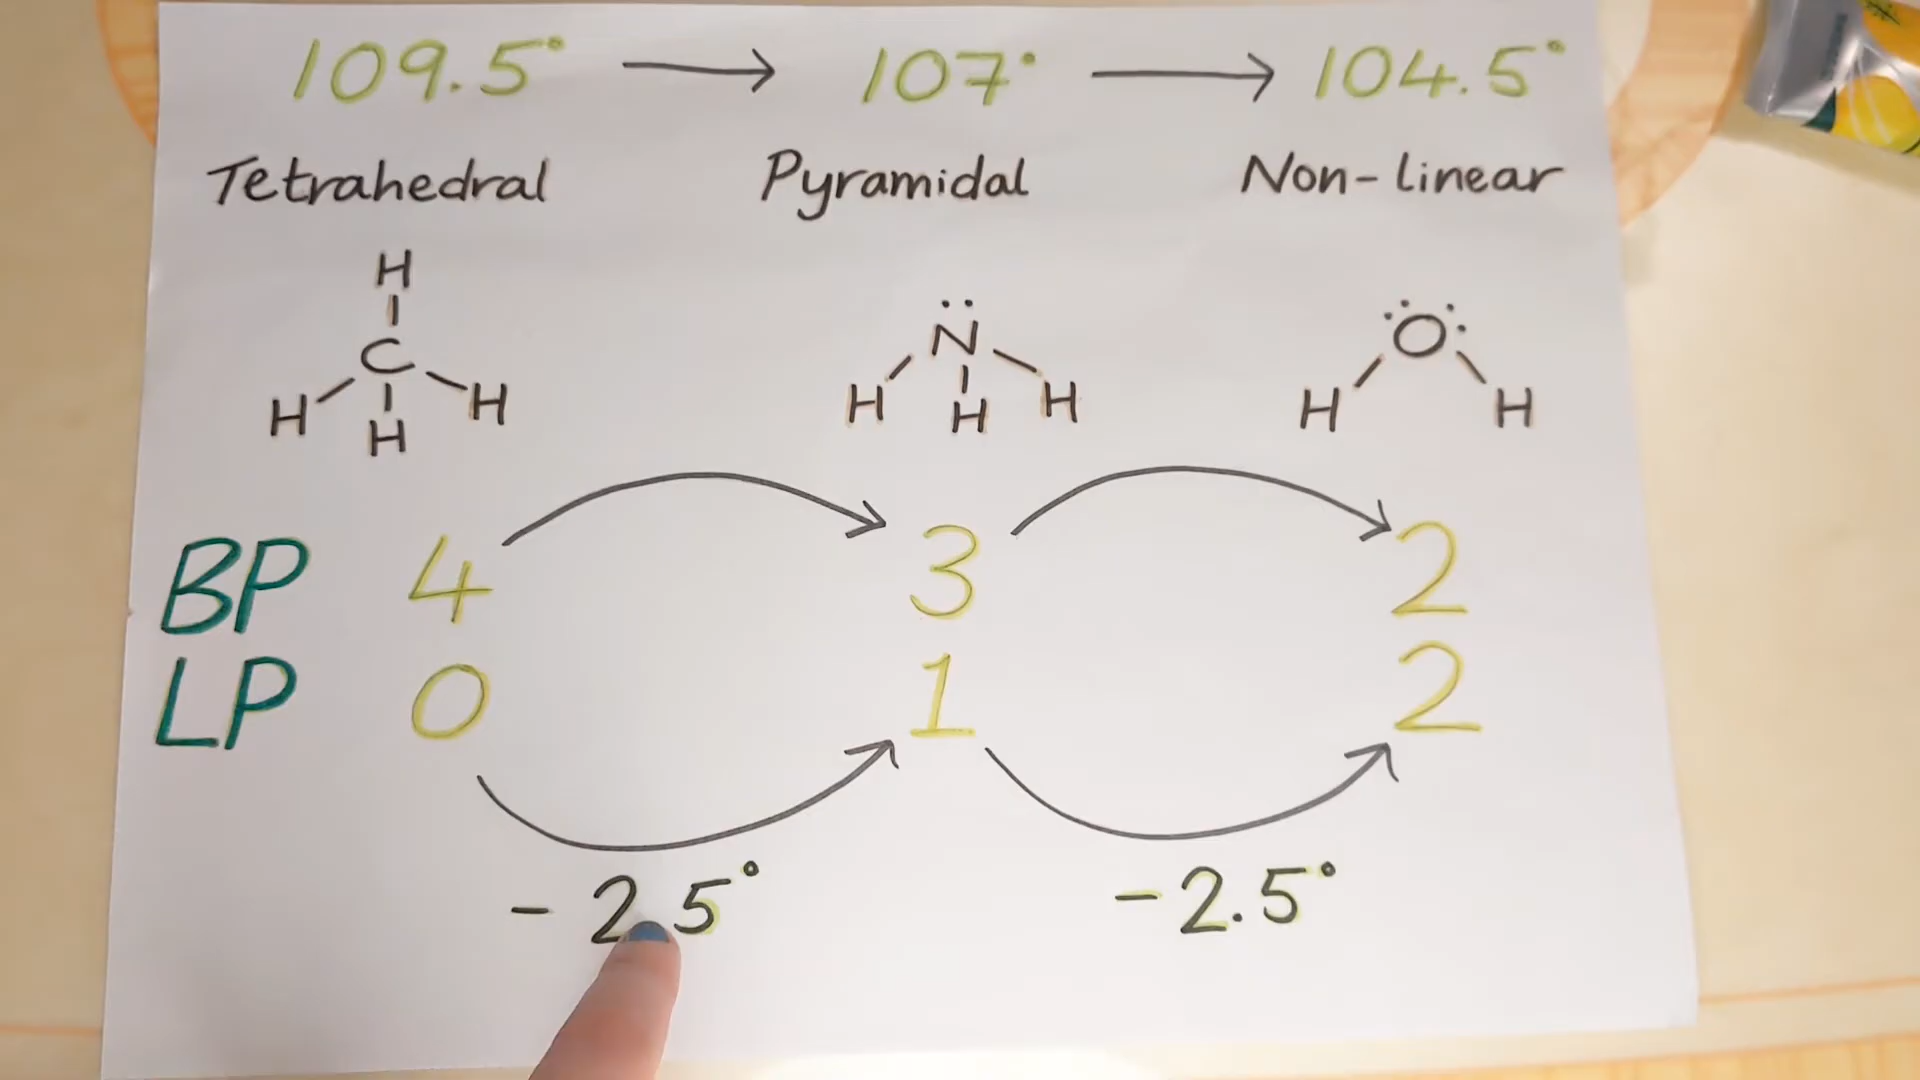 109.5° → 107° → 104.5°
Tetrahedral Pyramidal Non-linear
H
C
H H H
N
H H H
O
H H
BP 4 3 2
LP 0 1 2
- 2.5° -2.5°